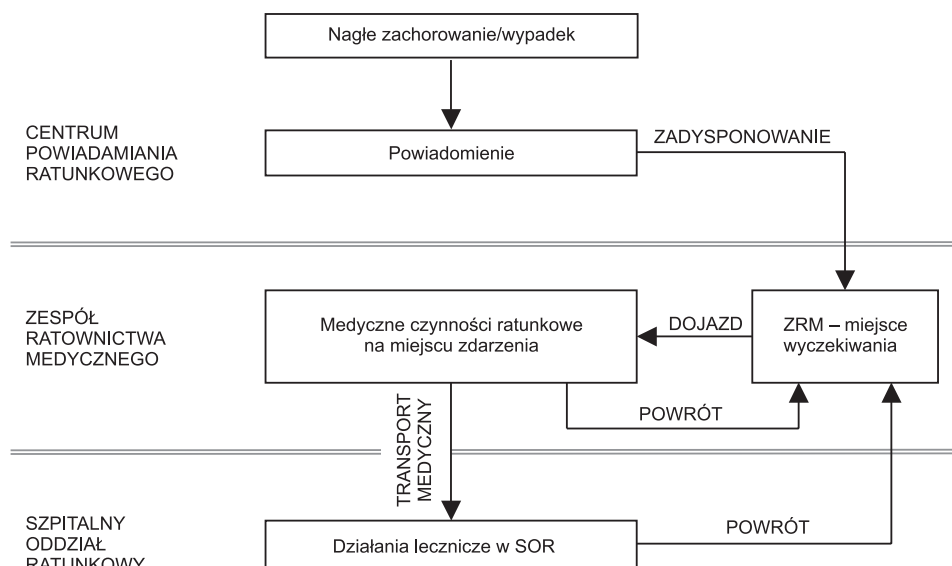 Nagłe zachorowanie/wypadek
CENTRUM
POWIADAMIANIA
RATUNKOWEGO
Powiadomienie
ZADYSPONOWANIE
ZESPÓŁ
RATOWNICTWA
MEDYCZNEGO
Medyczne czynności ratunkowe
na miejscu zdarzenia
DOJAZD
ZRM – miejsce
wyczekiwania
POWRÓT
TRANSPORT
MEDYCZNY
SZPITALNY
ODDZIAŁ
RATUNKOWY
Działania lecznicze w SOR
POWRÓT